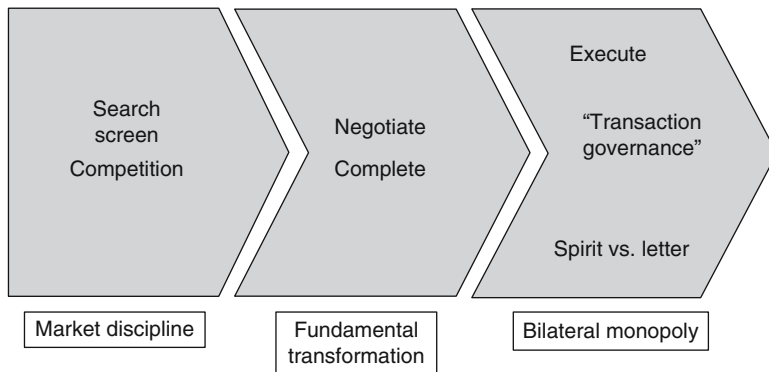 Search
screen
Competition
Negotiate
Complete
Execute
“Transaction
governance”
Spirit vs. letter
Market discipline
Fundamental
transformation
Bilateral monopoly